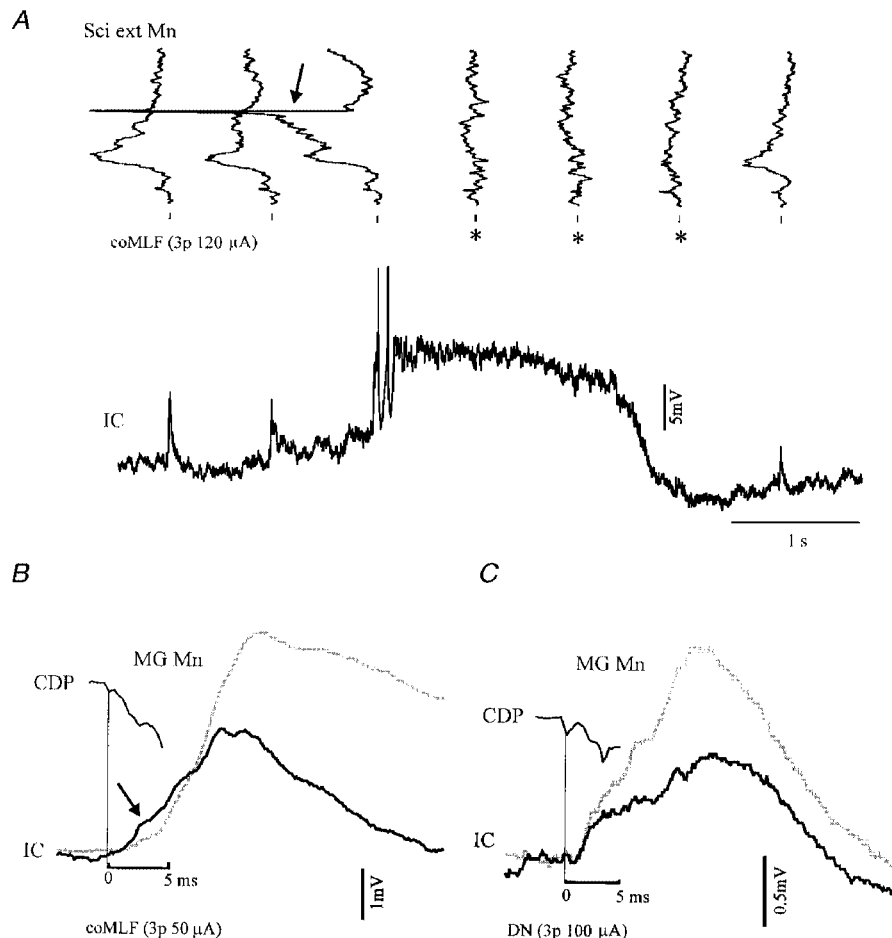 A
Sci ext Mn
coMLF (3p 120 µA)
* * *
IC
5mV
1 s
B
C
MG Mn
CDP
IC
0 5 ms
1mV
coMLF (3p 50 µA)
MG Mn
CDP
IC
0 5 ms
0.5mV
DN (3p 100 µA)